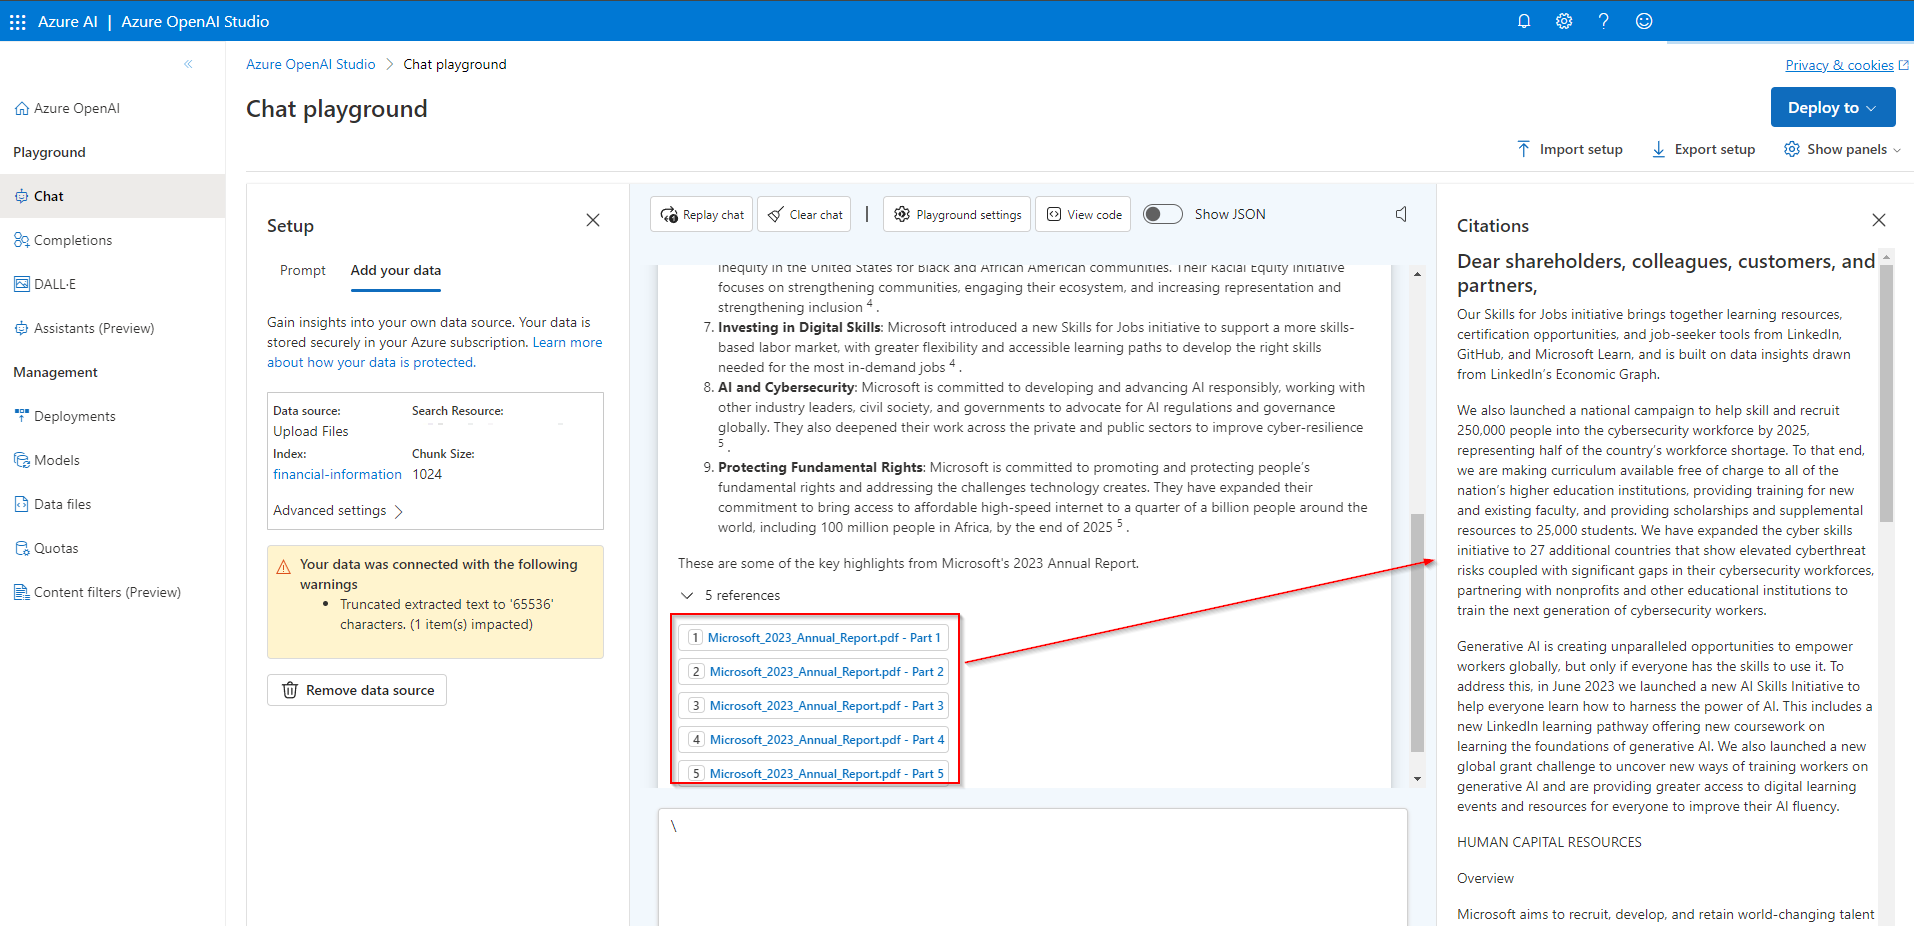 Azure AI | Azure OpenAI Studio
Azure OpenAI Studio > Chat playground
Privacy & cookies
Chat playground
Deploy to
Import setup
Export setup
Show panels
Azure OpenAI
Playground
Chat
Completions
DALL·E
Assistants (Preview)
Management
Deployments
Models
Data files
Quotas
Content filters (Preview)
Setup
Prompt
Add your data
Gain insights into your own data source. Your data is
stored securely in your Azure subscription. Learn more
about how your data is protected.
Data source:
Upload Files
Search Resource:
Index:
financial-information
Chunk Size:
1024
Advanced settings
Your data was connected with the following
warnings
• Truncated extracted text to '65536'
characters. (1 item(s) impacted)
Remove data source
Replay chat
Clear chat
Playground settings
View code
Show JSON
inequity in the United States for Black and African American communities. Their Racial Equity Initiative
focuses on strengthening communities, engaging their ecosystem, and increasing representation and
strengthening inclusion 4 .
7. Investing in Digital Skills: Microsoft introduced a new Skills for Jobs initiative to support a more skills-
based labor market, with greater flexibility and accessible learning paths to develop the right skills
needed for the most in-demand jobs 4 .
8. AI and Cybersecurity: Microsoft is committed to developing and advancing AI responsibly, working with
other industry leaders, civil society, and governments to advocate for AI regulations and governance
globally. They also deepened their work across the private and public sectors to improve cyber-resilience
5 .
9. Protecting Fundamental Rights: Microsoft is committed to promoting and protecting people's
fundamental rights and addressing the challenges technology creates. They have expanded their
commitment to bring access to affordable high-speed internet to a quarter of a billion people around the
world, including 100 million people in Africa, by the end of 2025 5 .
These are some of the key highlights from Microsoft's 2023 Annual Report.
5 references
1 Microsoft_2023_Annual_Report.pdf - Part 1
2 Microsoft_2023_Annual_Report.pdf - Part 2
3 Microsoft_2023_Annual_Report.pdf - Part 3
4 Microsoft_2023_Annual_Report.pdf - Part 4
5 Microsoft_2023_Annual_Report.pdf - Part 5
\
Citations
Dear shareholders, colleagues, customers, and
partners,
Our Skills for Jobs initiative brings together learning resources,
certification opportunities, and job-seeker tools from LinkedIn,
GitHub, and Microsoft Learn, and is built on data insights drawn
from LinkedIn's Economic Graph.
We also launched a national campaign to help skill and recruit
250,000 people into the cybersecurity workforce by 2025,
representing half of the country's workforce shortage. To that end,
we are making curriculum available free of charge to all of the
nation's higher education institutions, providing training for new
and existing faculty, and providing scholarships and supplemental
resources to 25,000 students. We have expanded the cyber skills
initiative to 27 additional countries that show elevated cyberthreat
risks coupled with significant gaps in their cybersecurity workforces,
partnering with nonprofits and other educational institutions to
train the next generation of cybersecurity workers.
Generative AI is creating unparalleled opportunities to empower
workers globally, but only if everyone has the skills to use it. To
address this, in June 2023 we launched a new AI Skills Initiative to
help everyone learn how to harness the power of AI. This includes a
new LinkedIn learning pathway offering new coursework on
learning the foundations of generative AI. We also launched a new
global grant challenge to uncover new ways of training workers on
generative AI and are providing greater access to digital learning
events and resources for everyone to improve their AI fluency.
HUMAN CAPITAL RESOURCES
Overview
Microsoft aims to recruit, develop, and retain world-changing talent